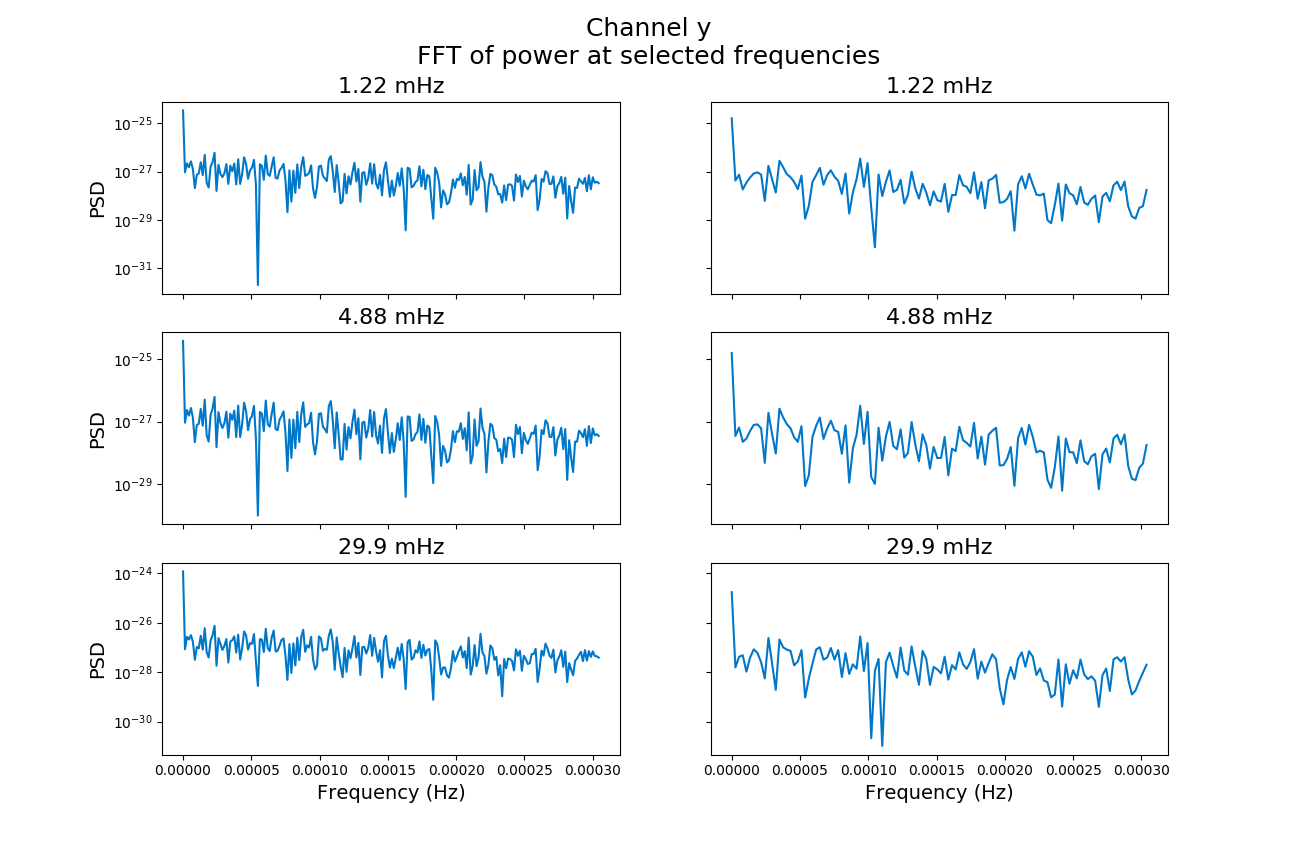 Channel y
FFT of power at selected frequencies
1.22 mHz
1.22 mHz
PSD
10⁻²⁵
10⁻²⁷
10⁻²⁹
10⁻³¹
4.88 mHz
4.88 mHz
PSD
10⁻²⁵
10⁻²⁷
10⁻²⁹
29.9 mHz
29.9 mHz
PSD
10⁻²⁴
10⁻²⁶
10⁻²⁸
10⁻³⁰
0.00000 0.00005 0.00010 0.00015 0.00020 0.00025 0.00030
0.00000 0.00005 0.00010 0.00015 0.00020 0.00025 0.00030
Frequency (Hz)
Frequency (Hz)